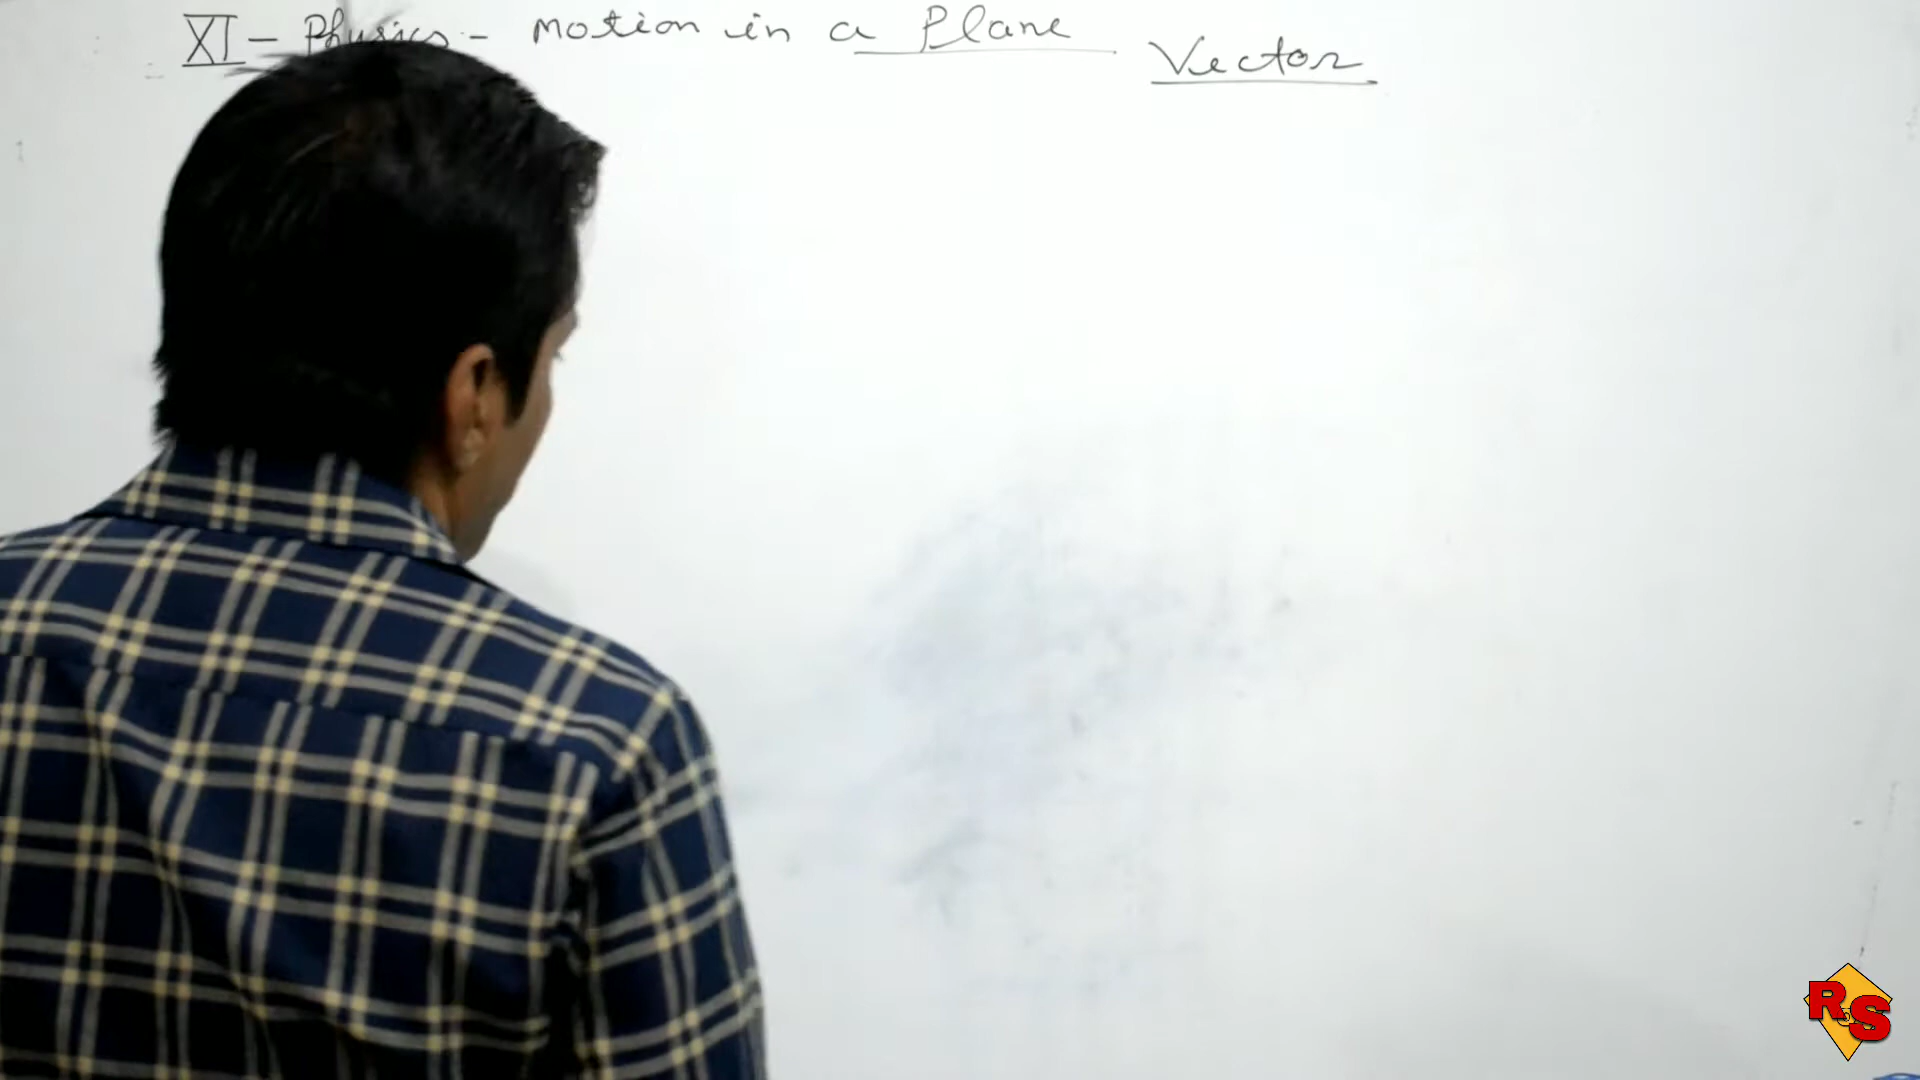 XI - Physics - Motion in a Plane
Vector
R&S